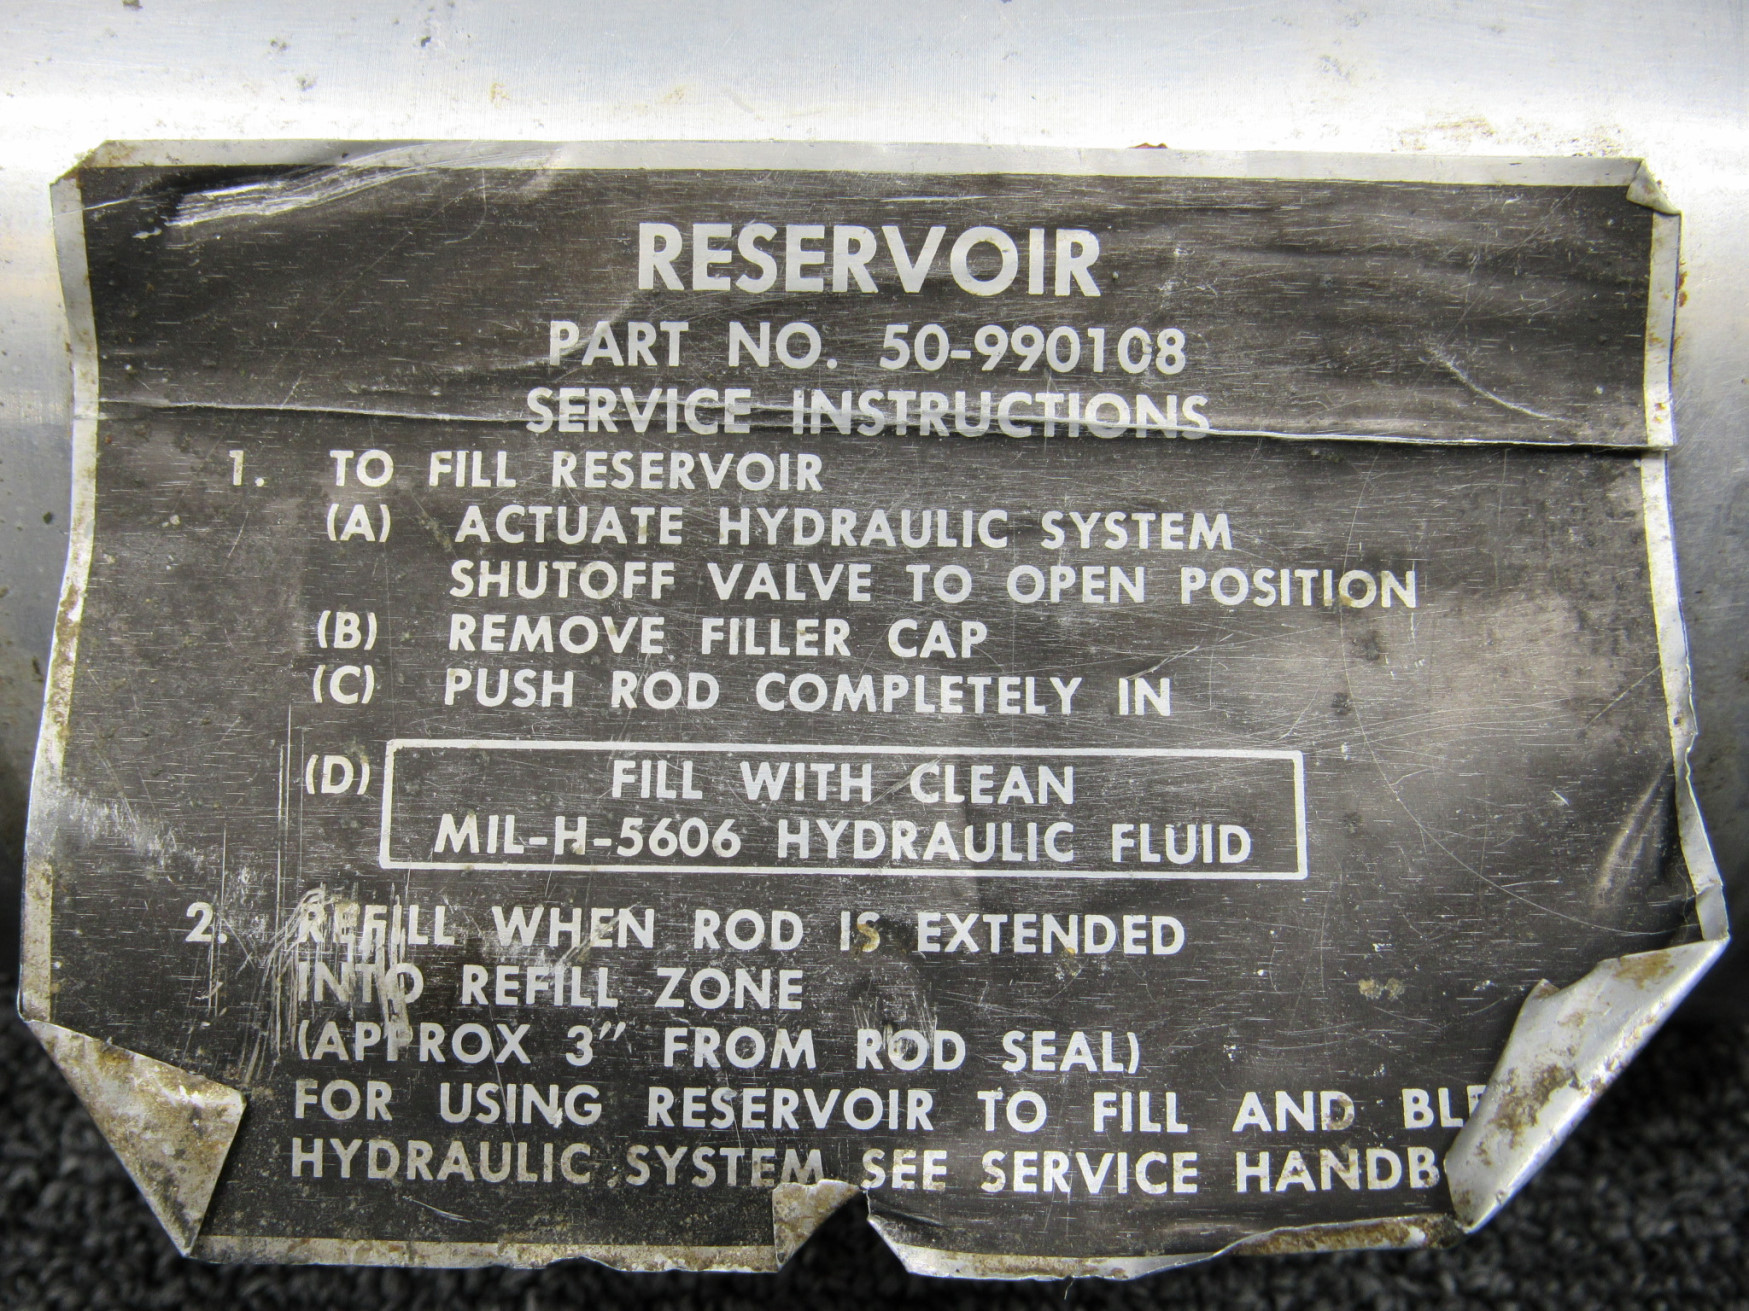 RESERVOIR
PART NO. 50-990108
SERVICE INSTRUCTIONS
1. TO FILL RESERVOIR
(A) ACTUATE HYDRAULIC SYSTEM
SHUTOFF VALVE TO OPEN POSITION
(B) REMOVE FILLER CAP
(C) PUSH ROD COMPLETELY IN
(D) FILL WITH CLEAN
MIL-H-5606 HYDRAULIC FLUID
2. REFILL WHEN ROD IS EXTENDED
INTO REFILL ZONE
(APPROX 3" FROM ROD SEAL)
FOR USING RESERVOIR TO FILL AND
HYDRAULIC SYSTEM SEE SERVICE